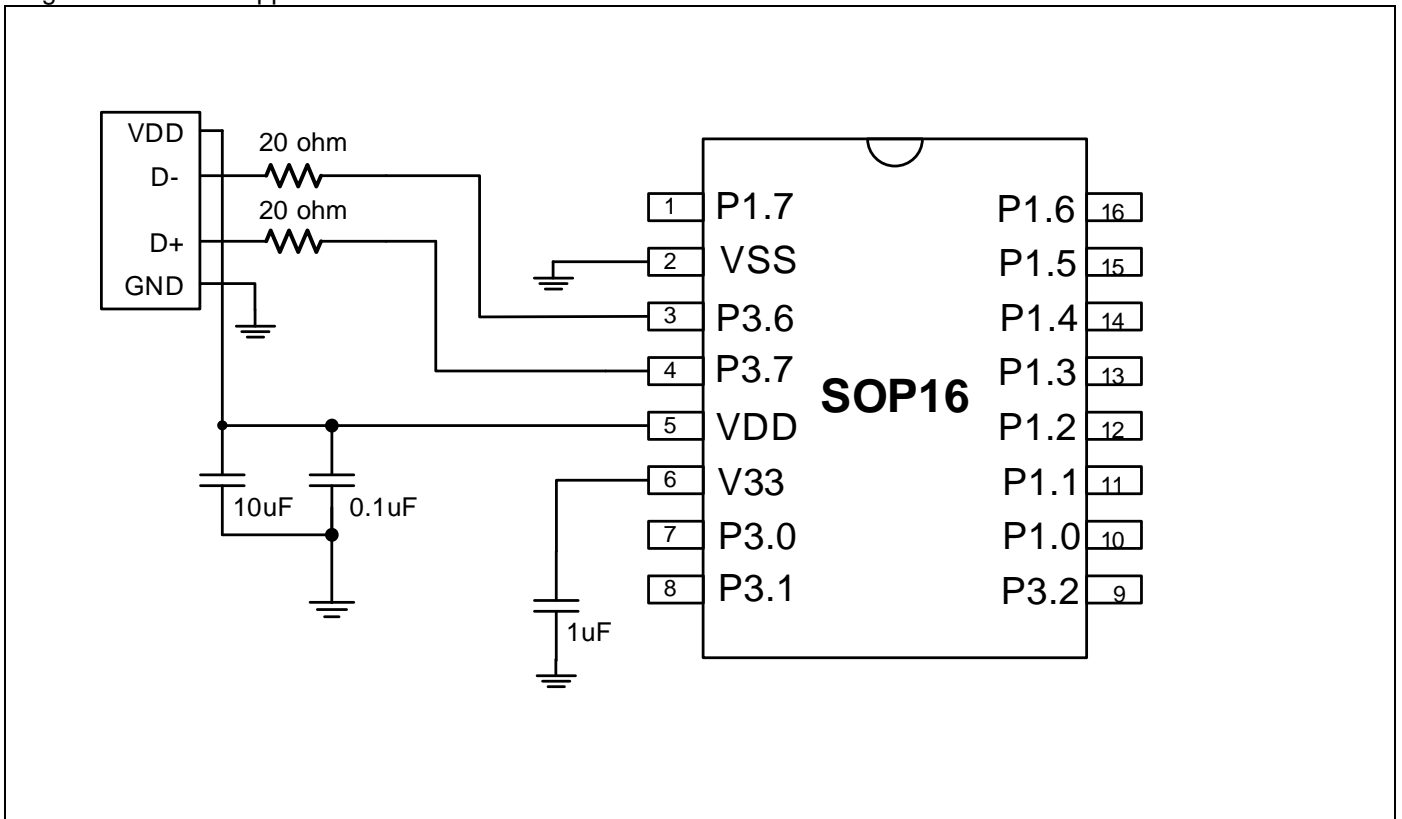 VDD
D-
D+
GND
20 ohm
20 ohm
10uF
0.1uF
1uF
1 P1.7
2 VSS
3 P3.6
4 P3.7
5 VDD
6 V33
7 P3.0
8 P3.1
SOP16
P1.6 16
P1.5 15
P1.4 14
P1.3 13
P1.2 12
P1.1 11
P1.0 10
P3.2 9